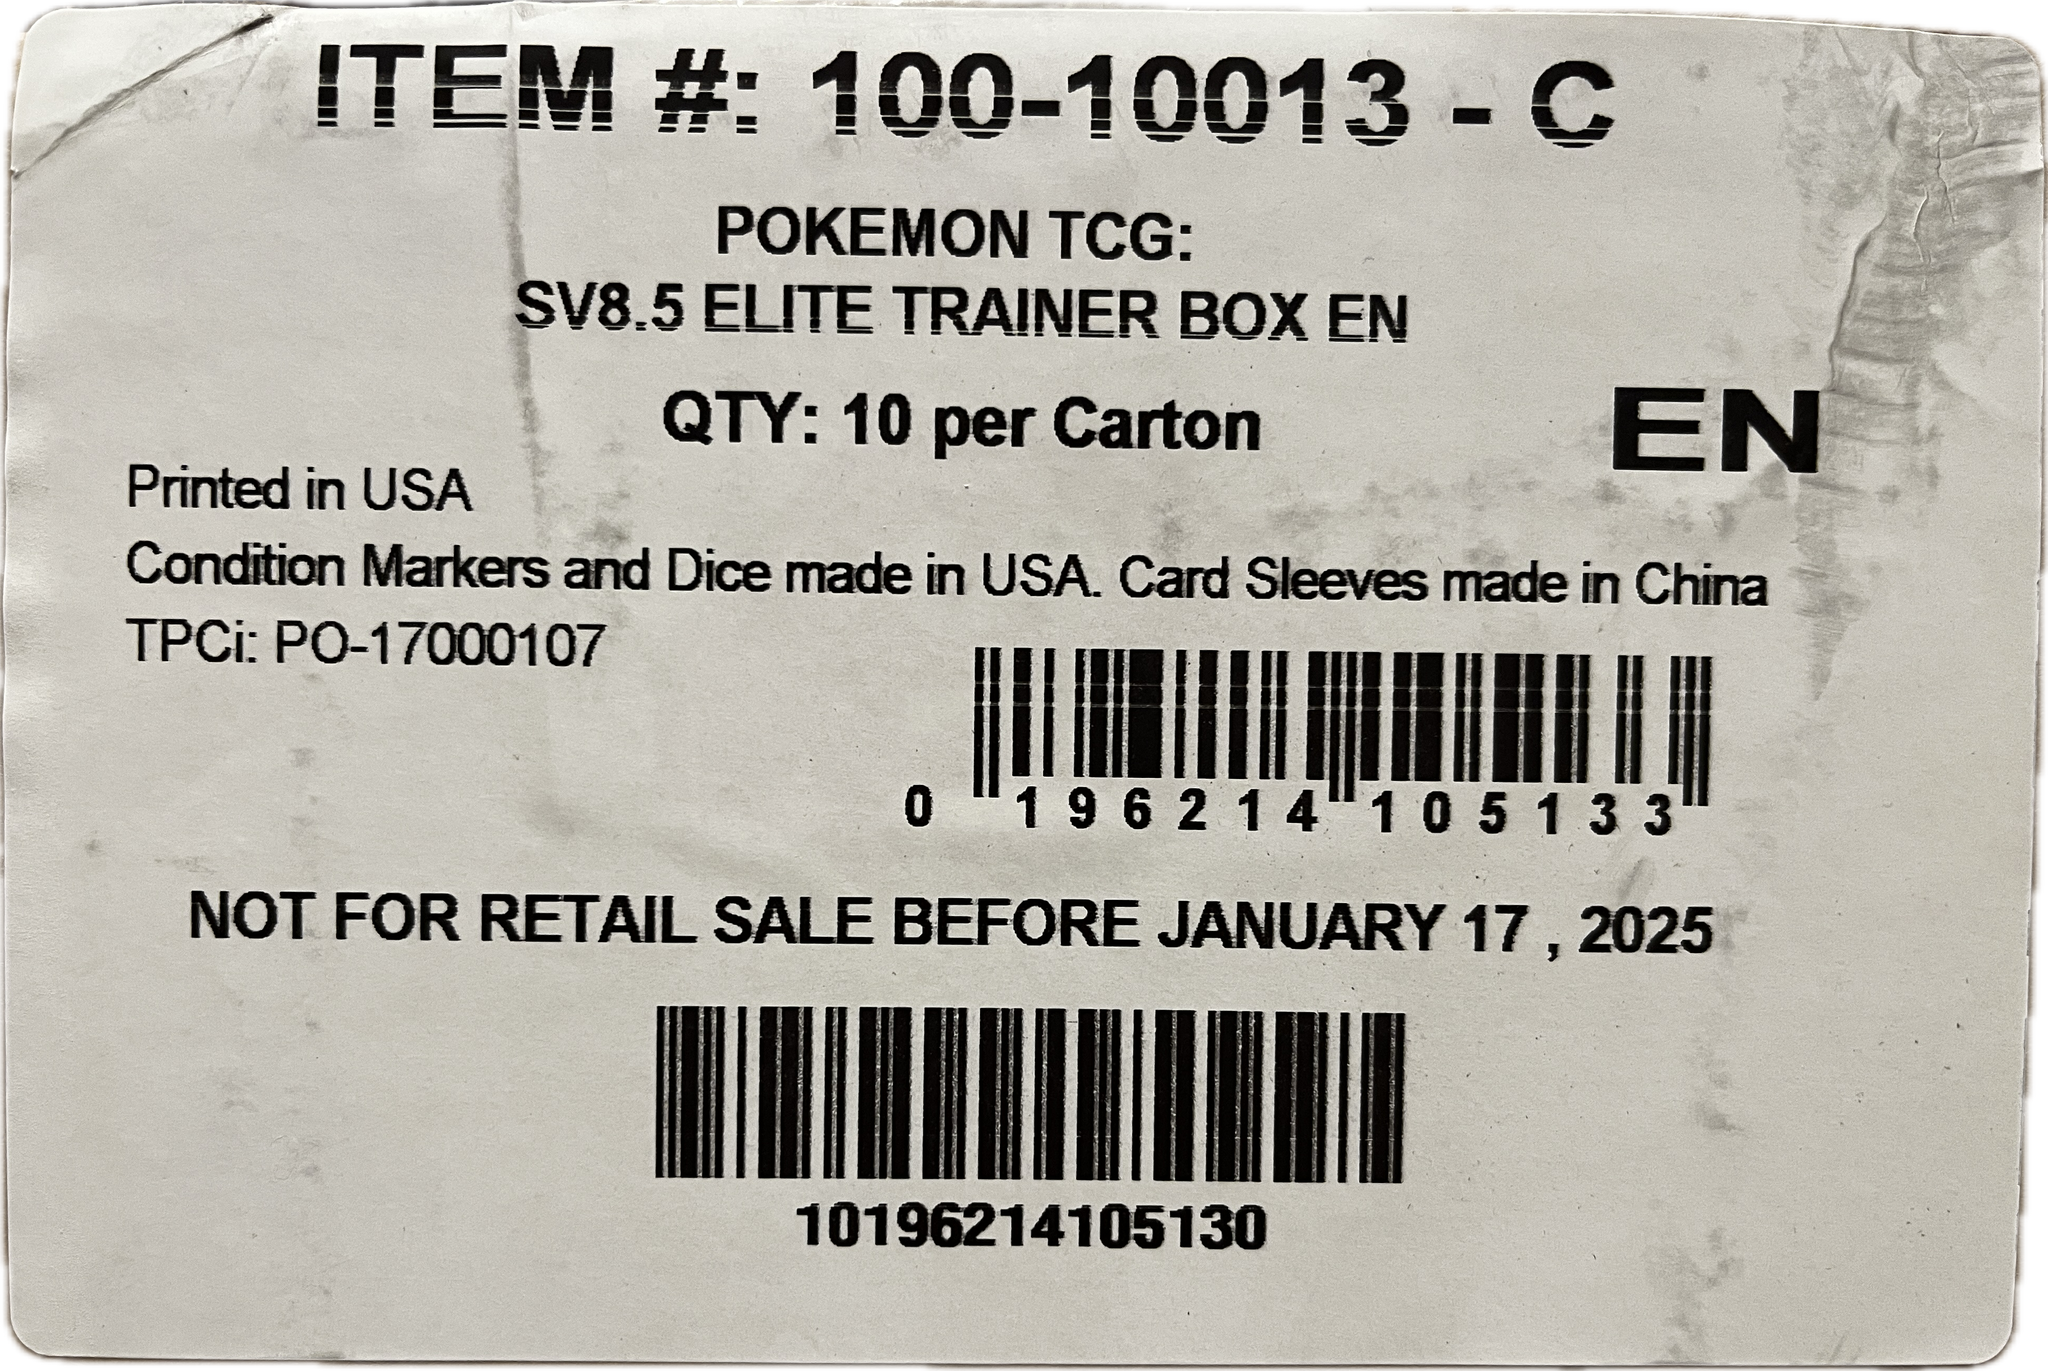 ITEM #: 100-10013 - C
POKEMON TCG:
SV8.5 ELITE TRAINER BOX EN
QTY: 10 per Carton
EN
Printed in USA
Condition Markers and Dice made in USA. Card Sleeves made in China
TPCi: PO-17000107
0 196214 105133
NOT FOR RETAIL SALE BEFORE JANUARY 17 , 2025
10196214105130